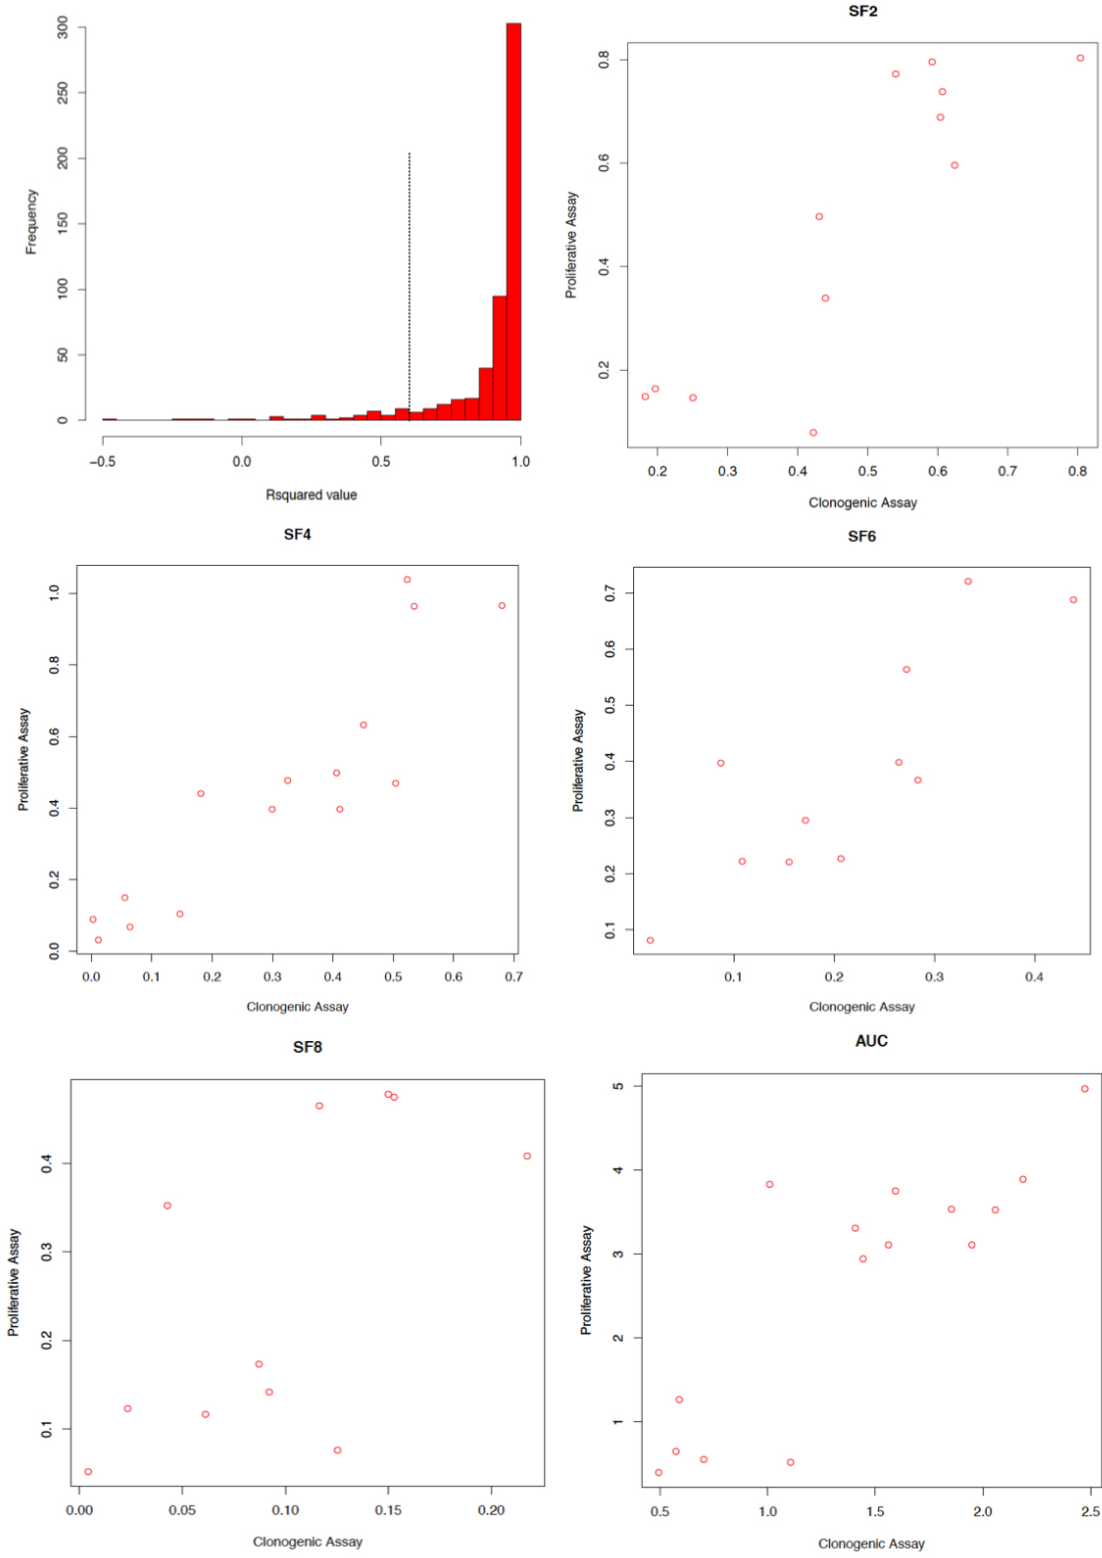 300
250
200
150
100
50
0
Frequency
−0.5 0.0 0.5 1.0
Rsquared value
SF2
0.8
0.6
0.4
0.2
Proliferative Assay
0.2 0.3 0.4 0.5 0.6 0.7 0.8
Clonogenic Assay
SF4
1.0
0.8
0.6
0.4
0.2
0.0
Proliferative Assay
0.0 0.1 0.2 0.3 0.4 0.5 0.6 0.7
Clonogenic Assay
SF6
0.7
0.6
0.5
0.4
0.3
0.2
0.1
Proliferative Assay
0.1 0.2 0.3 0.4
Clonogenic Assay
SF8
0.4
0.3
0.2
0.1
Proliferative Assay
0.00 0.05 0.10 0.15 0.20
Clonogenic Assay
AUC
5
4
3
2
1
Proliferative Assay
0.5 1.0 1.5 2.0 2.5
Clonogenic Assay